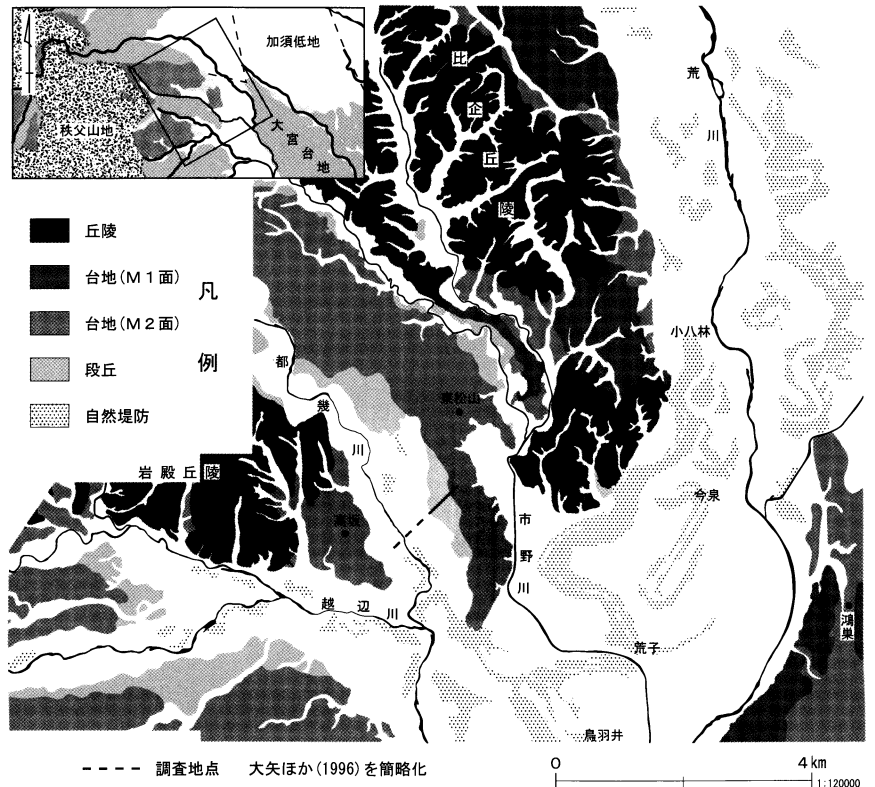 加須低地
秩父山地
大宮台地
丘陵
台地(M1面)
台地(M2面)
段丘
自然堤防
凡例
比企丘陵
荒川
小八林
都幾川
東松山
岩殿丘陵
今泉
高坂
市野川
越辺川
鴻巣
荒子
鳥羽井
調査地点 大矢ほか(1996)を簡略化
0 4km
1:120000